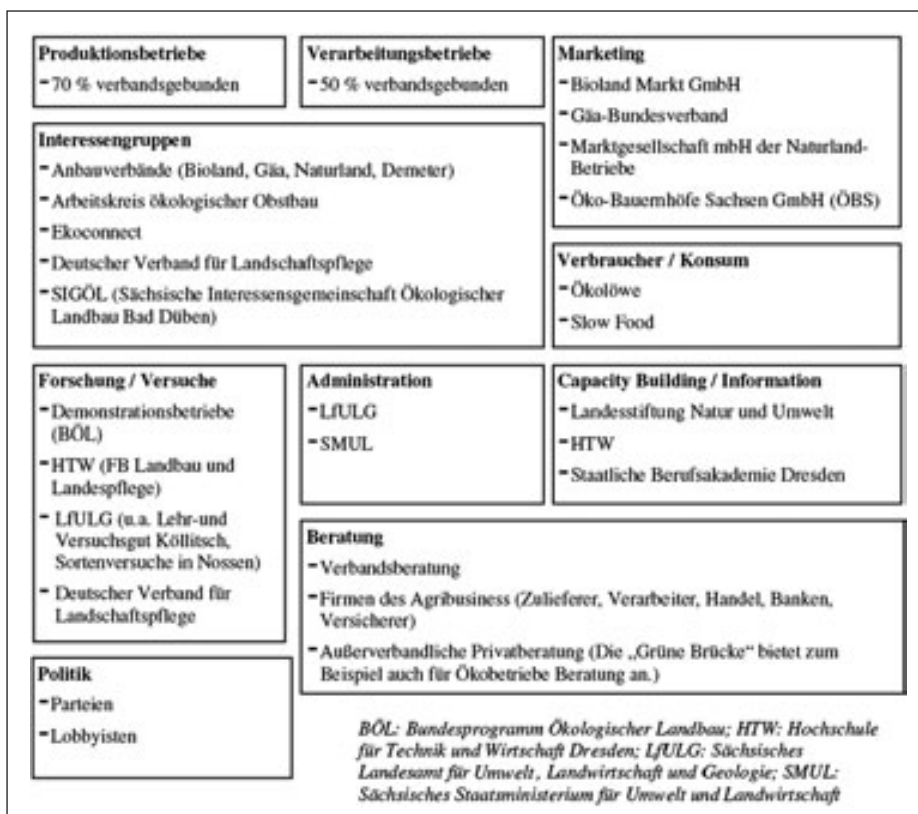 Produktionsbetriebe
- 70 % verbandsgebunden
Verarbeitungsbetriebe
- 50 % verbandsgebunden
Marketing
- Bioland Markt GmbH
- Gäa-Bundesverband
- Marktgesellschaft mbH der Naturland-
Betriebe
- Öko-Bauernhöfe Sachsen GmbH (ÖBS)
Interessengruppen
- Anbauverbände (Bioland, Gäa, Naturland, Demeter)
- Arbeitskreis ökologischer Obstbau
- Ekoconnect
- Deutscher Verband für Landschaftspflege
- SIGÖL (Sächsische Interessensgemeinschaft Ökologischer
Landbau Bad Düben)
Verbraucher / Konsum
- Ökolöwe
- Slow Food
Forschung / Versuche
- Demonstrationsbetriebe
(BÖL)
- HTW (FB Landbau und
Landespflege)
- LfULG (u.a. Lehr-und
Versuchsgut Köllitsch,
Sortenversuche in Nossen)
- Deutscher Verband für
Landschaftspflege
Administration
- LfULG
- SMUL
Capacity Building / Information
- Landesstiftung Natur und Umwelt
- HTW
- Staatliche Berufsakademie Dresden
Beratung
- Verbandsberatung
- Firmen des Agribusiness (Zulieferer, Verarbeiter, Handel, Banken,
Versicherer)
- Außerverbandliche Privatberatung (Die „Grüne Brücke“ bietet zum
Beispiel auch für Ökobetriebe Beratung an.)
Politik
- Parteien
- Lobbyisten
BÖL: Bundesprogramm Ökologischer Landbau; HTW: Hochschule
für Technik und Wirtschaft Dresden; LfULG: Sächsisches
Landesamt für Umwelt, Landwirtschaft und Geologie; SMUL:
Sächsisches Staatsministerium für Umwelt und Landwirtschaft